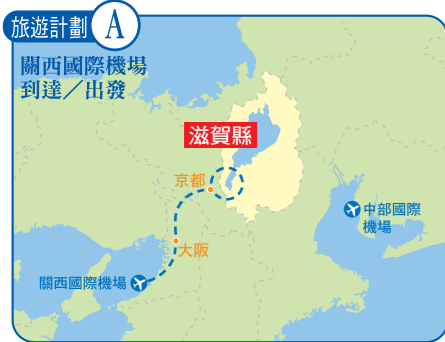 旅遊計劃 A
關西國際機場
到達／出發
滋賀縣
京都
中部國際
機場
大阪
關西國際機場